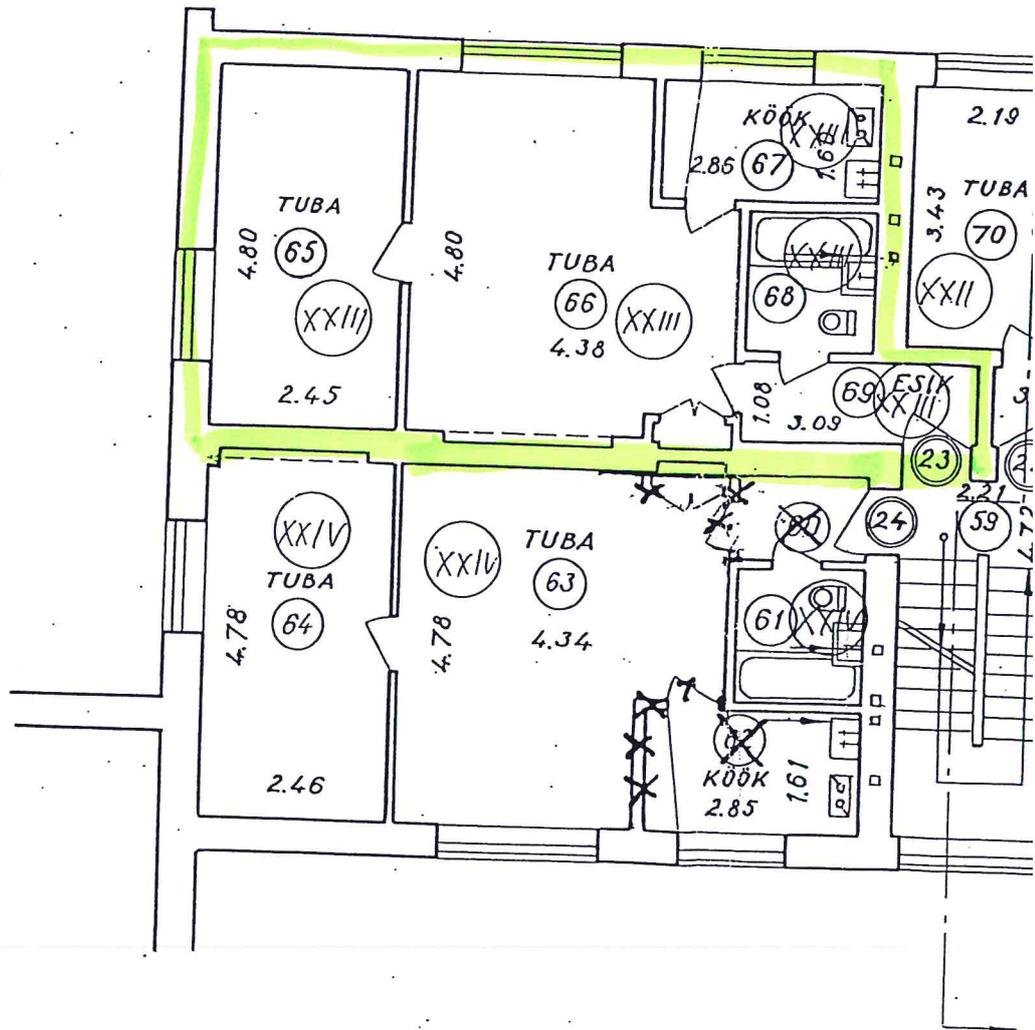 TUBA
65
4.80
XXIII
2.45
TUBA
66
4.80
XXIII
4.38
KÖÖK
67
2.86
XXIII
68
2.19
TUBA
70
3.43
XXII
69
ESIK
XXIII
1.08
3.09
23
2.21
59
4.72
24
XXIV
TUBA
64
4.78
2.46
XXIV
TUBA
63
4.78
4.34
61
XXIV
KÖÖK
2.85
1.61